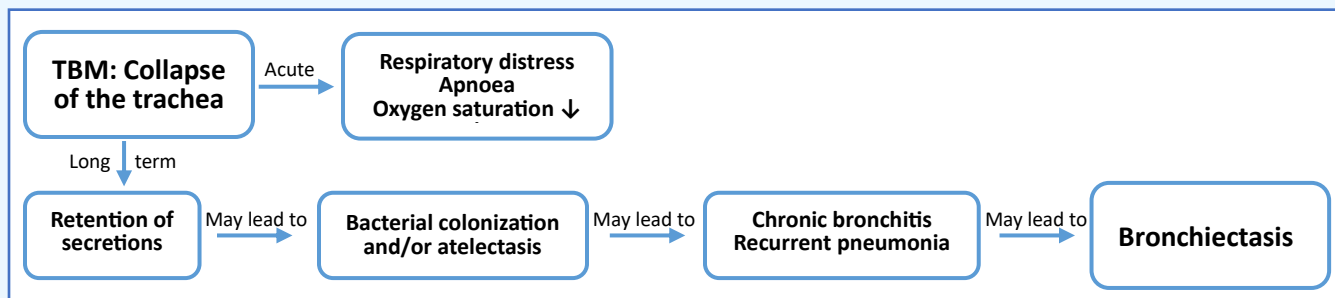 TBM: Collapse
of the trachea
Acute
Respiratory distress
Apnoea
Oxygen saturation ↓
Long term
Retention of
secretions
May lead to
Bacterial colonization
and/or atelectasis
May lead to
Chronic bronchitis
Recurrent pneumonia
May lead to
Bronchiectasis